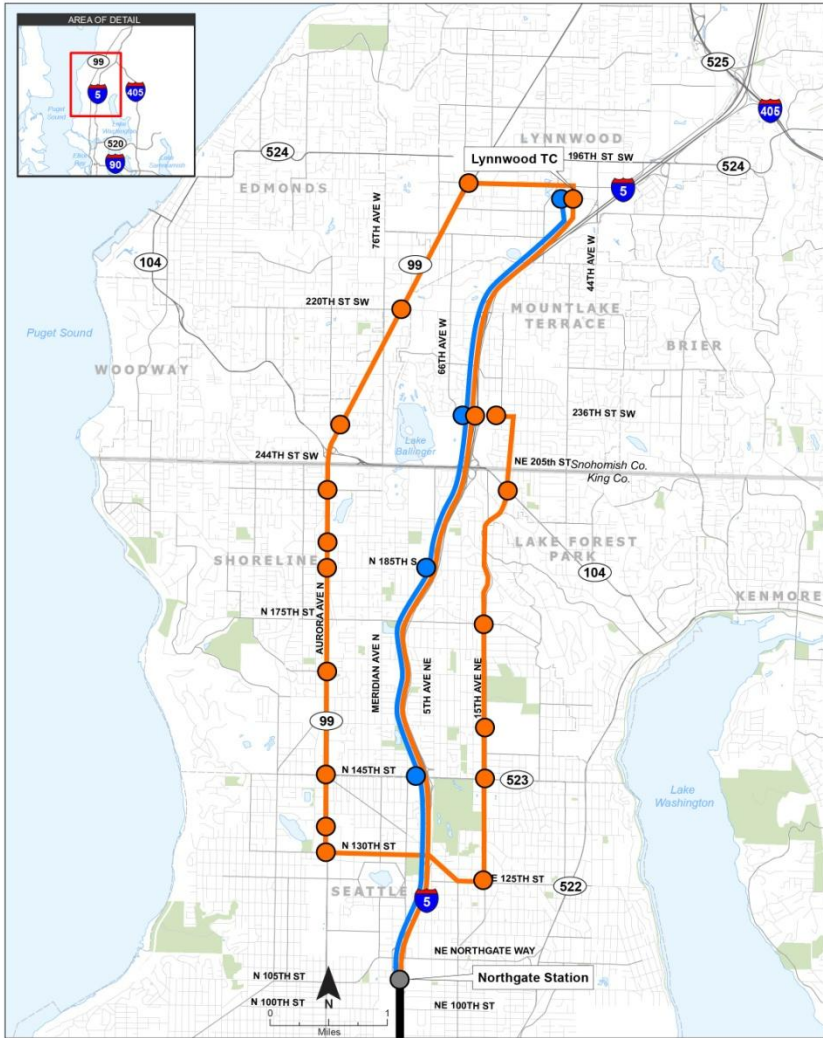 AREA OF DETAIL
99
5
405
Puget
Sound
520
90
525
405
LYNNWOOD
Lynnwood TC
196TH ST SW
524
524
EDMONDS
5
76TH AVE W
44TH AVE W
104
99
220TH ST SW
MOUNTLAKE
TERRACE
66TH AVE W
BRIER
Puget Sound
WOODWAY
236TH ST SW
Lake
Ballinger
244TH ST SW
NE 205th ST
Snohomish Co.
King Co.
LAKE FOREST
PARK
SHORELINE
N 185TH S
104
KENMORE
N 175TH ST
AURORA AVE N
MERIDIAN AVE N
5TH AVE NE
15TH AVE NE
99
N 145TH ST
523
Lake
Washington
N 130TH ST
SEATTLE
E 125TH ST
522
5
NE NORTHGATE WAY
N 105TH ST
Northgate Station
N 100TH ST
N
NE 100TH ST
0 1
Miles